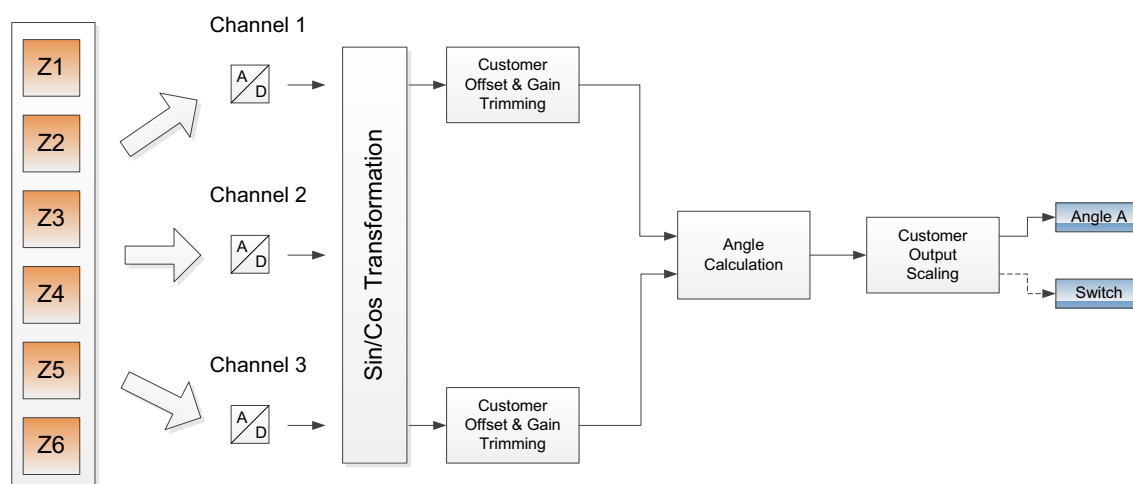 Z1
Z2
Z3
Z4
Z5
Z6
Channel 1
A
D
Channel 2
A
D
Channel 3
A
D
Sin/Cos Transformation
Customer
Offset & Gain
Trimming
Customer
Offset & Gain
Trimming
Angle
Calculation
Customer
Output
Scaling
Angle A
Switch